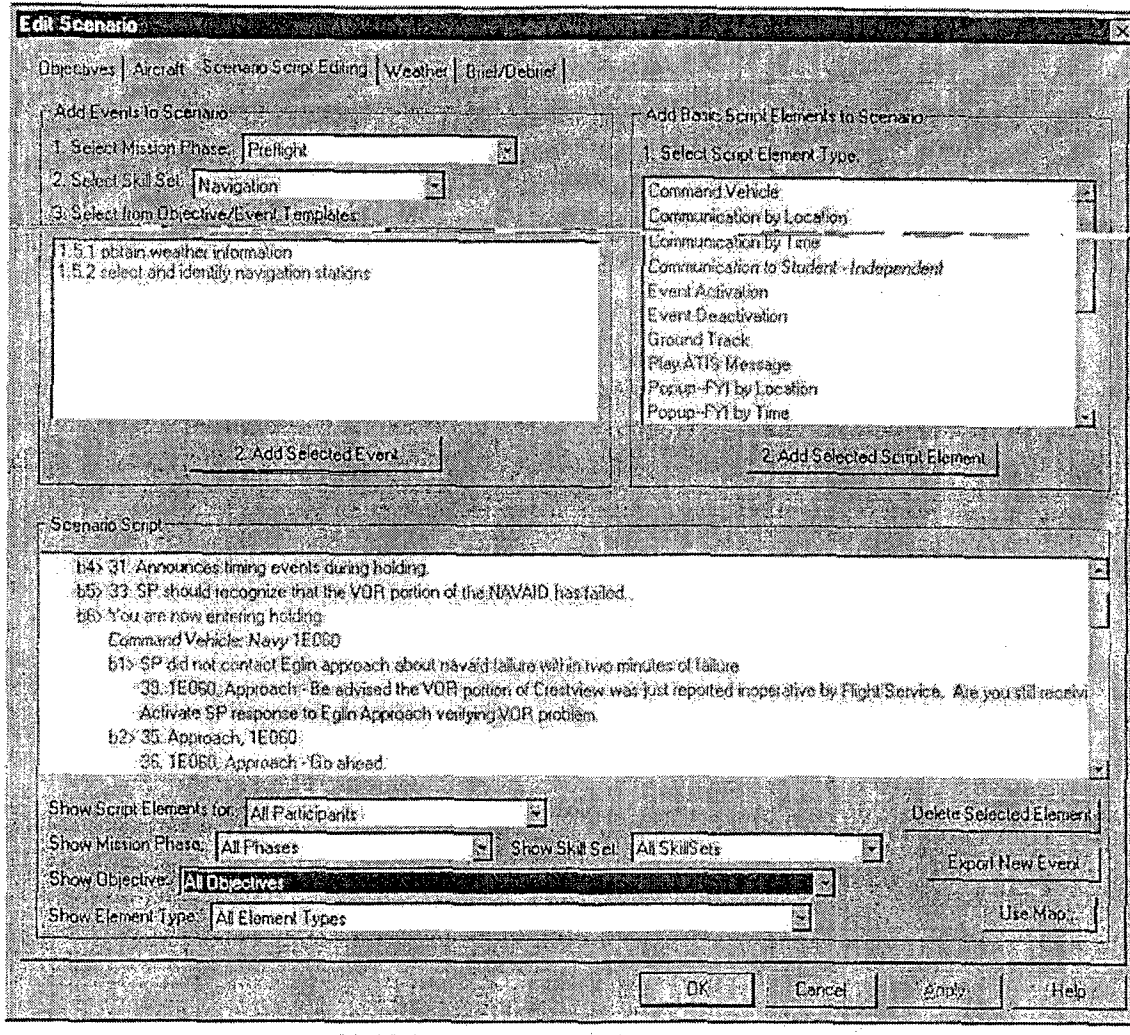 Edit Scenario
Objectives Aircraft Scenario Script Editing Weather Brief/Debrief
Add Events to Scenario
1. Select Mission Phase: Preflight
2. Select Skill Set: Navigation
3. Select from Objective/Event Templates
1.5.1 obtain weather information
1.5.2 select and identify navigation stations
2. Add Selected Event
Add Basic Script Elements to Scenario
1. Select Script Element Type:
Command Vehicle
Communication by Location
Communication by Time
Communication to Student - Independent
Event Activation
Event Deactivation
Ground Track
Play ATIS Message
Popup--FYI by Location
Popup--FYI by Time
2. Add Selected Script Element
Scenario Script
b4> 31. Announces timing events during holding.
b5> 33. SP should recognize that the VOR portion of the NAVAID has failed.
b6> You are now entering holding
Command Vehicle: Navy 1E060
b1> SP did not contact Eglin approach about navaid failure within two minutes of failure
39. 1E060, Approach - Be advised the VOR portion of Crestview was just reported inoperative by Flight Service. Are you still receivi
Activate SP response to Eglin Approach verifying VOR problem.
b2> 35. Approach, 1E060
36. 1E060, Approach - Go ahead.
Show Script Elements for: All Participants
Delete Selected Element
Show Mission Phase: All Phases Show Skill Set: All SkillSets
Export New Event
Show Objective: All Objectives
Show Element Type: All Element Types
Use Map...
OK Cancel Apply Help